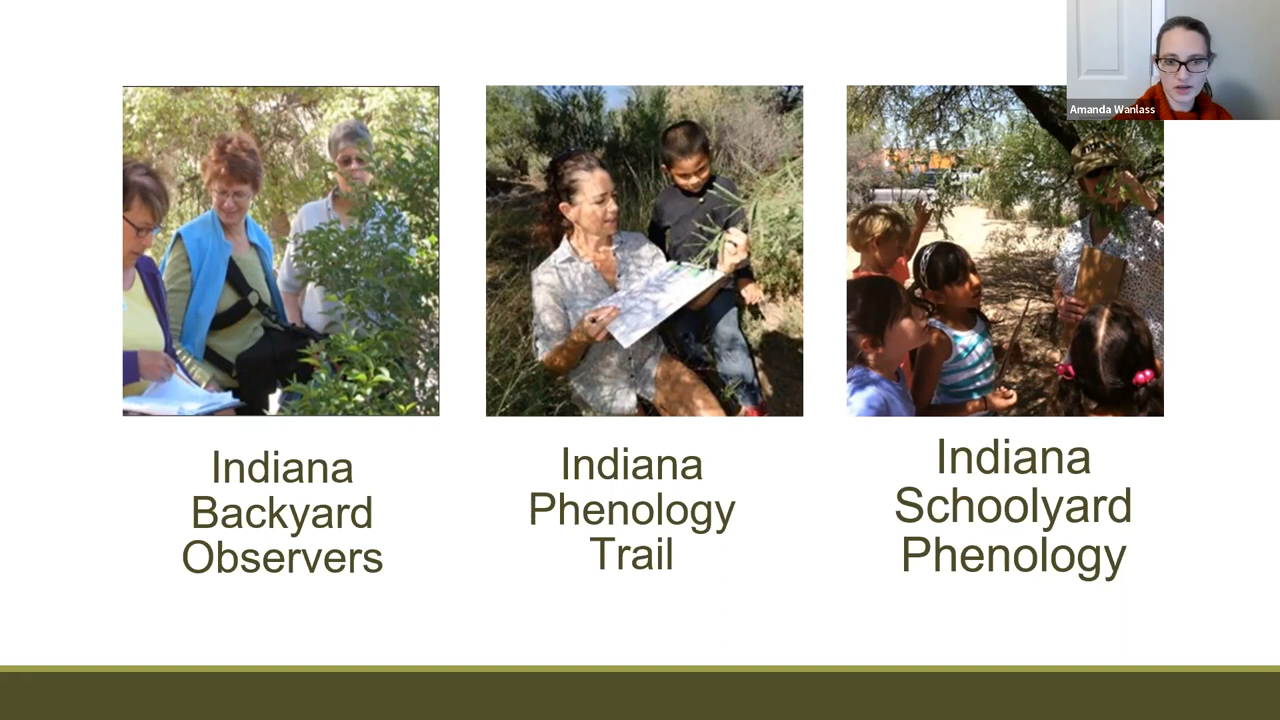 Amanda Wanlass
Indiana
Backyard
Observers
Indiana
Phenology
Trail
Indiana
Schoolyard
Phenology